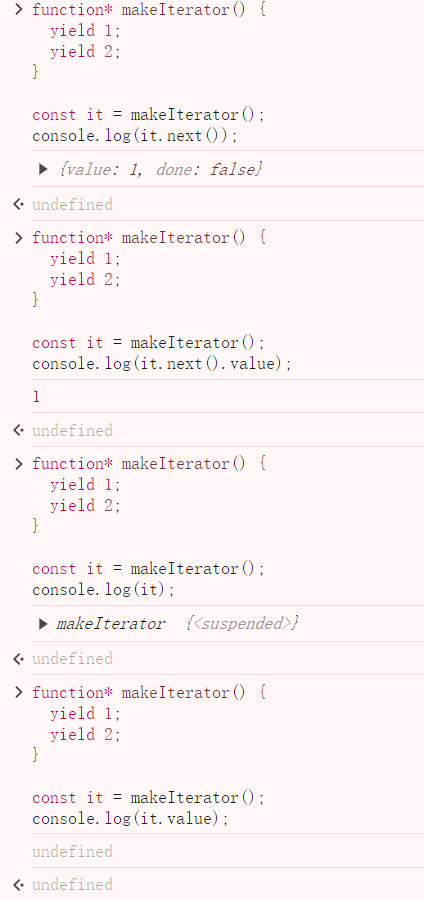 function* makeIterator() {
  yield 1;
  yield 2;
}

const it = makeIterator();
console.log(it.next());
{value: 1, done: false}
undefined
function* makeIterator() {
  yield 1;
  yield 2;
}

const it = makeIterator();
console.log(it.next().value);
1
undefined
function* makeIterator() {
  yield 1;
  yield 2;
}

const it = makeIterator();
console.log(it);
makeIterator {<suspended>}
undefined
function* makeIterator() {
  yield 1;
  yield 2;
}

const it = makeIterator();
console.log(it.value);
undefined
undefined